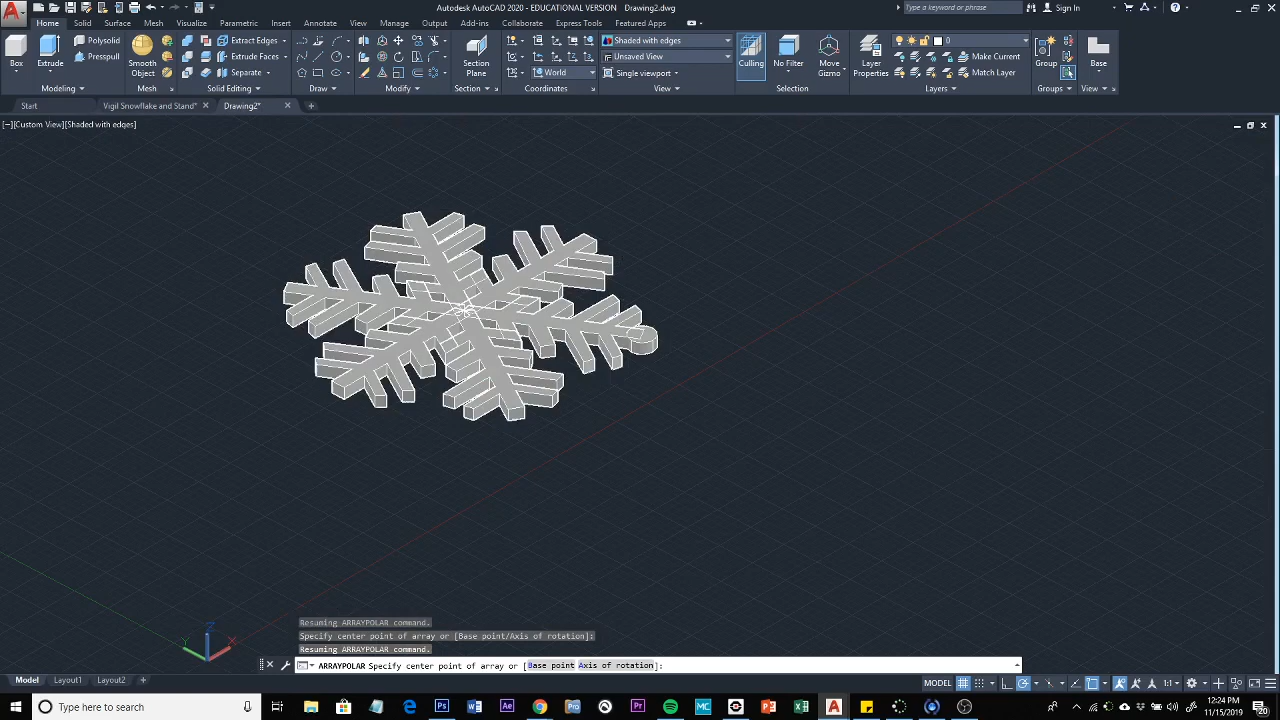 Autodesk AutoCAD 2020 - EDUCATIONAL VERSION Drawing2.dwg
Type a keyword or phrase
Sign In
Home Solid Surface Mesh Visualize Parametric Insert Annotate View Manage Output Add-ins Collaborate Express Tools Featured Apps
Box
Extrude
Polysolid
Presspull
Smooth
Object
Extract Edges
Extrude Faces
Separate
Section
Plane
World
Shaded with edges
Unsaved View
Single viewport
Culling
No Filter
Move
Gizmo
Layer
Properties
0
Make Current
Match Layer
Group
Base
Modeling Mesh Solid Editing Draw Modify Section Coordinates View Selection Layers Groups View
Start Vigil Snowflake and Stand* Drawing2*
[−][Custom View][Shaded with edges]
Z
Y
X
Resuming ARRAYPOLAR command.
Specify center point of array or [Base point/Axis of rotation]:
Resuming ARRAYPOLAR command.
ARRAYPOLAR Specify center point of array or [Base point Axis of rotation]:
Model Layout1 Layout2
MODEL
1:1
Type here to search
12:24 PM
11/15/2019